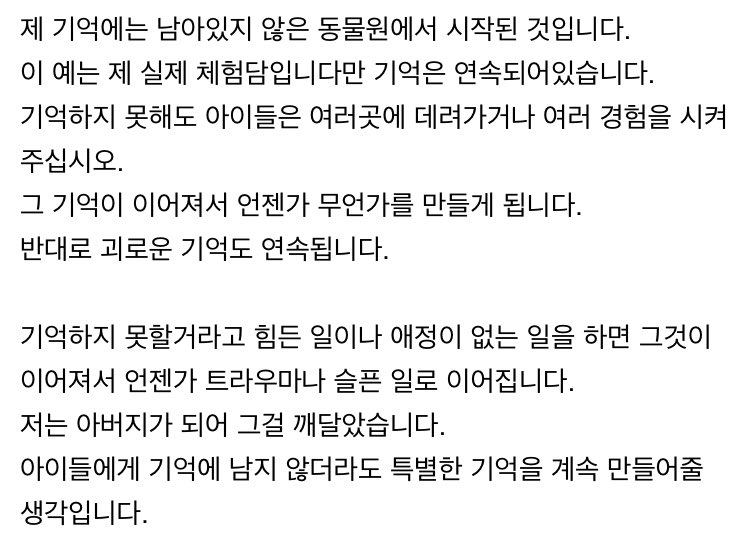 제 기억에는 남아있지 않은 동물원에서 시작된 것입니다.
이 예는 제 실제 체험담입니다만 기억은 연속되어있습니다.
기억하지 못해도 아이들은 여러곳에 데려가거나 여러 경험을 시켜
주십시오.
그 기억이 이어져서 언젠가 무언가를 만들게 됩니다.
반대로 괴로운 기억도 연속됩니다.
기억하지 못할거라고 힘든 일이나 애정이 없는 일을 하면 그것이
이어져서 언젠가 트라우마나 슬픈 일로 이어집니다.
저는 아버지가 되어 그걸 깨달았습니다.
아이들에게 기억에 남지 않더라도 특별한 기억을 계속 만들어줄
생각입니다.